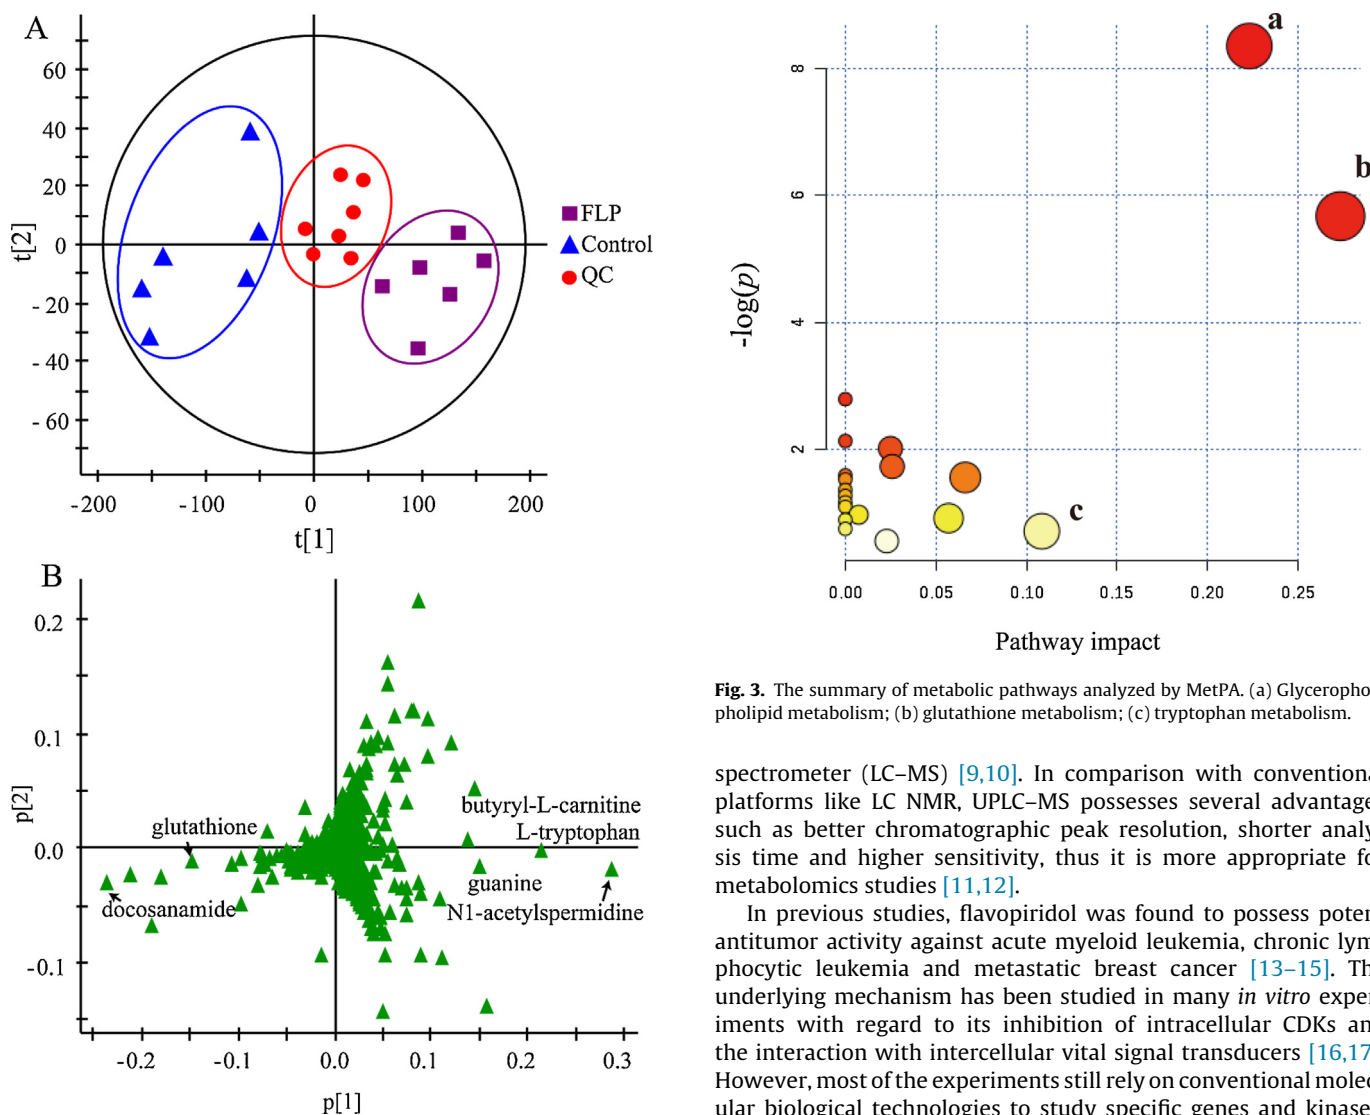 A
60
40
20
0
- 20
- 40
- 60
t[2]
-200
-100
0
100
200
t[1]
FLP
Control
QC
B
0.2
0.1
0.0
-0.1
p[2]
butyryl-L-carnitine
L-tryptophan
glutathione
guanine
docosanamide
N1-acetylspermidine
-0.2
-0.1
0.0
0.1
0.2
0.3
p[1]
a
b
c
8
6
4
2
-log(p)
0.00
0.05
0.10
0.15
0.20
0.25
Pathway impact
Fig. 3. The summary of metabolic pathways analyzed by MetPA. (a) Glyceropho
pholipid metabolism; (b) glutathione metabolism; (c) tryptophan metabolism.
spectrometer (LC–MS) [9,10]. In comparison with conventiona
platforms like LC NMR, UPLC–MS possesses several advantage
such as better chromatographic peak resolution, shorter analy
sis time and higher sensitivity, thus it is more appropriate fo
metabolomics studies [11,12].
In previous studies, flavopiridol was found to possess poten
antitumor activity against acute myeloid leukemia, chronic lym
phocytic leukemia and metastatic breast cancer [13–15]. Th
underlying mechanism has been studied in many in vitro exper
iments with regard to its inhibition of intracellular CDKs an
the interaction with intercellular vital signal transducers [16,17
However, most of the experiments still rely on conventional molec
ular biological technologies to study specific genes and kinase